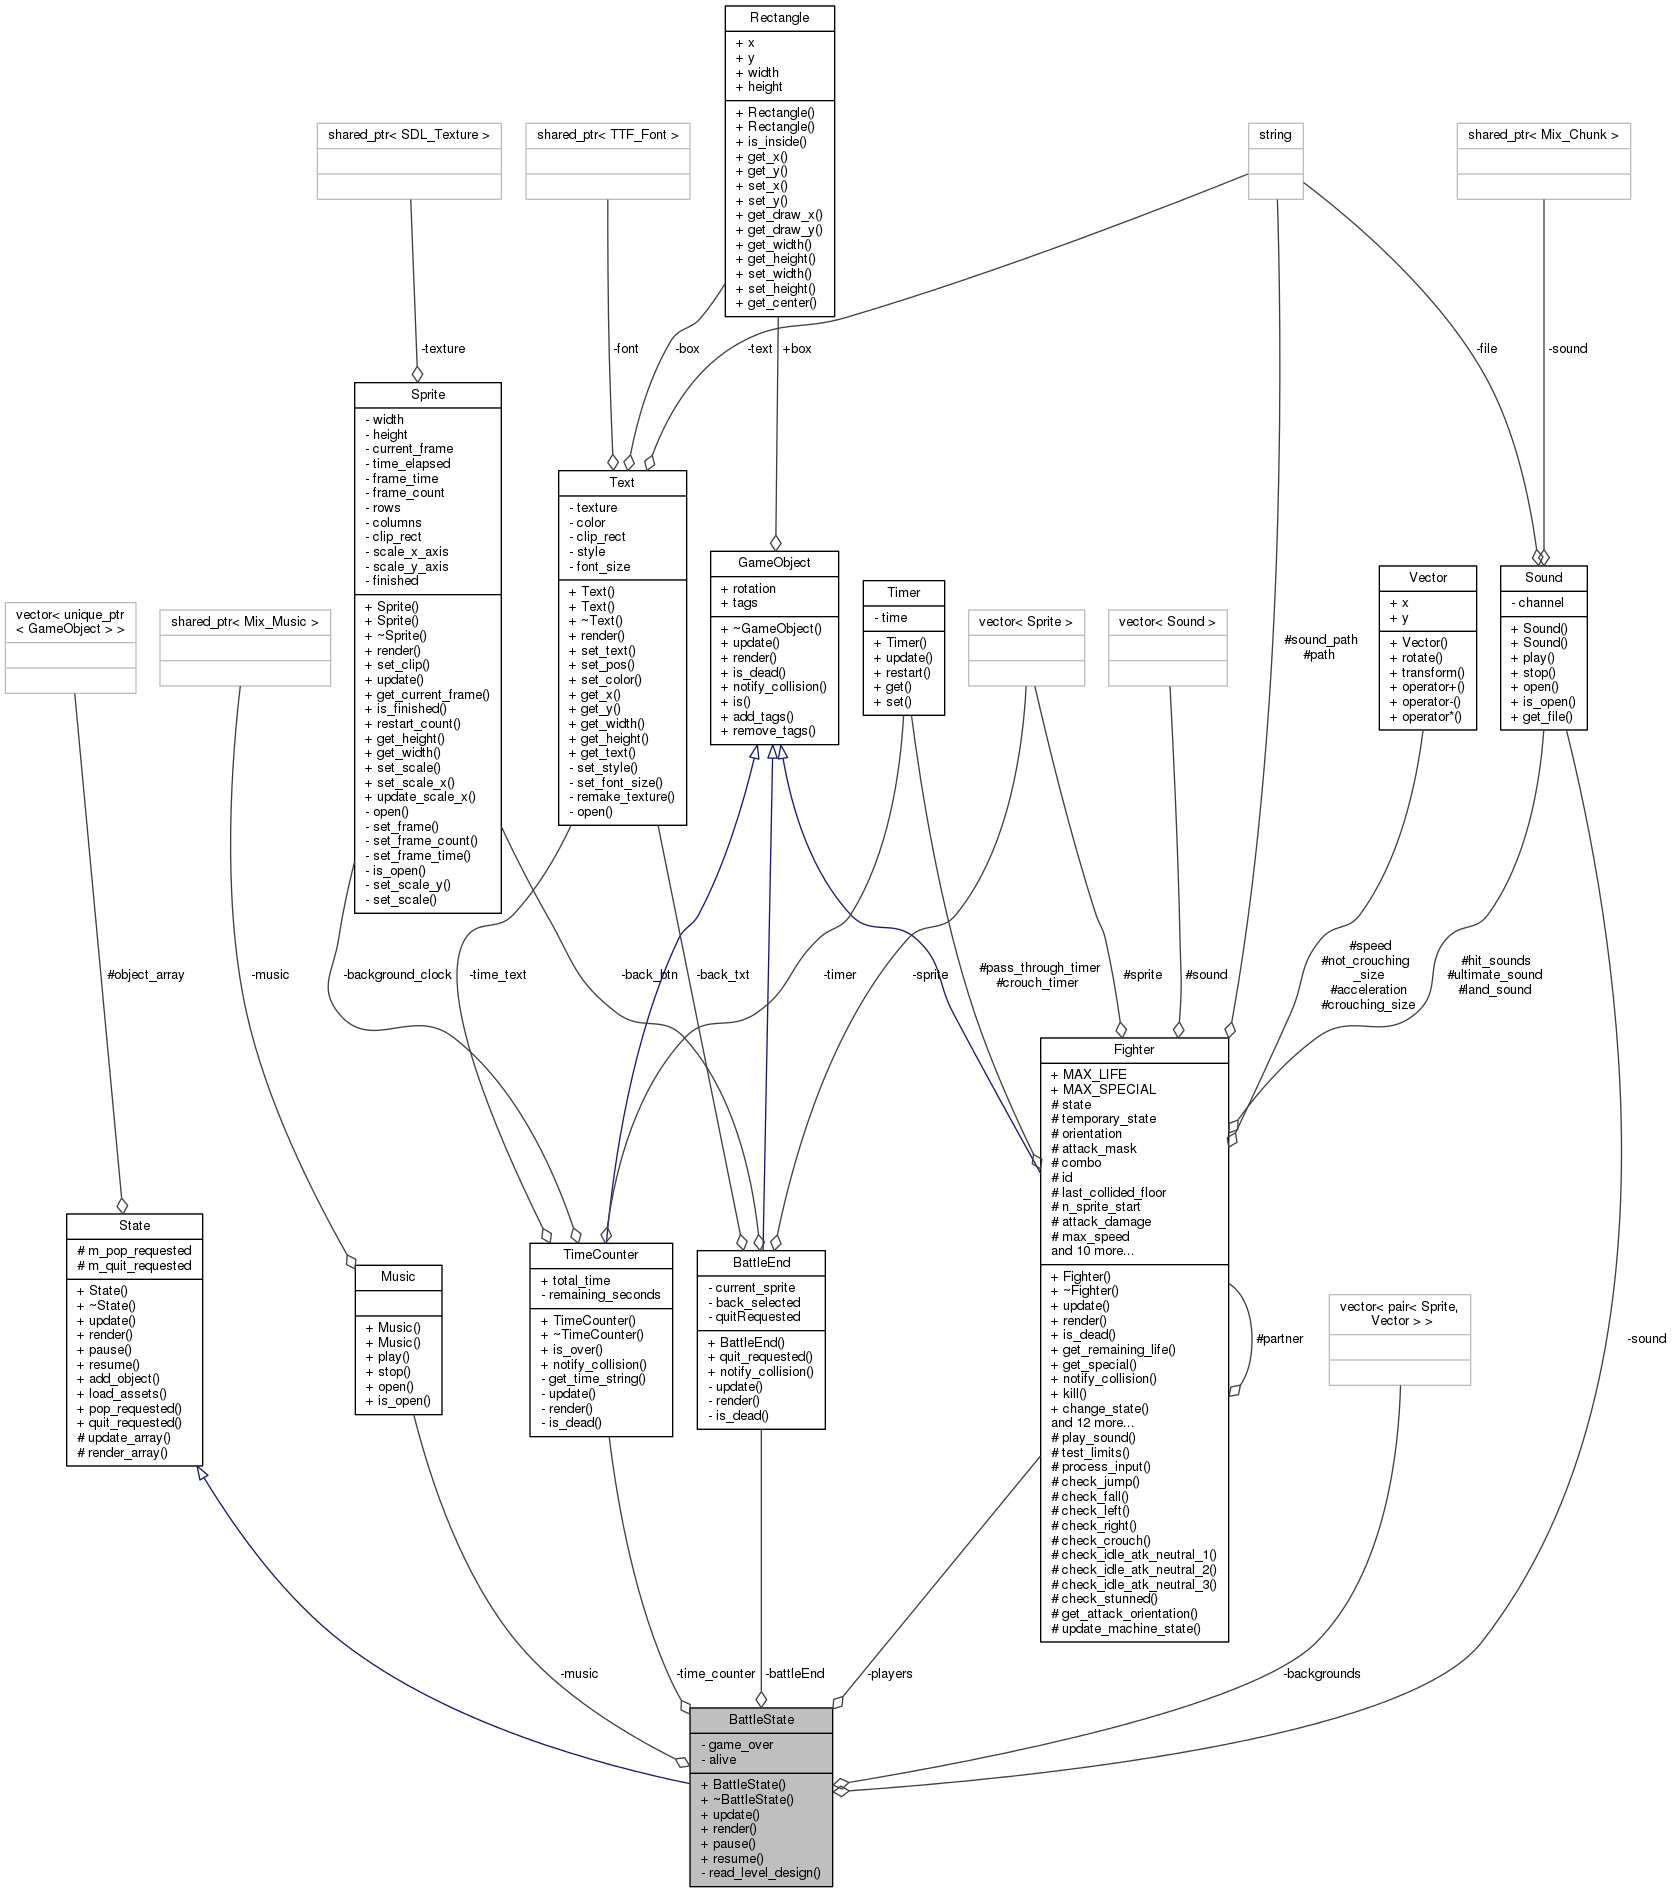 Rectangle
+ x
+ y
+ width
+ height
+ Rectangle()
+ Rectangle()
+ is_inside()
+ get_x()
+ get_y()
+ set_x()
+ set_y()
+ get_draw_x()
+ get_draw_y()
+ get_width()
+ get_height()
+ set_width()
+ set_height()
+ get_center()
shared_ptr< SDL_Texture >
shared_ptr< TTF_Font >
string
shared_ptr< Mix_Chunk >
-texture
-font
-box
-text
+box
-file
-sound
Sprite
- width
- height
- current_frame
- time_elapsed
- frame_time
- frame_count
- rows
- columns
- clip_rect
- scale_x_axis
- scale_y_axis
- finished
+ Sprite()
+ Sprite()
+ ~Sprite()
+ render()
+ set_clip()
+ update()
+ get_current_frame()
+ is_finished()
+ restart_count()
+ get_height()
+ get_width()
+ set_scale()
+ set_scale_x()
+ update_scale_x()
- open()
- set_frame()
- set_frame_count()
- set_frame_time()
- is_open()
- set_scale_y()
- set_scale()
Text
- texture
- color
- clip_rect
- style
- font_size
+ Text()
+ Text()
+ ~Text()
+ render()
+ set_text()
+ set_pos()
+ set_color()
+ get_x()
+ get_y()
+ get_width()
+ get_height()
+ get_text()
- set_style()
- set_font_size()
- remake_texture()
- open()
GameObject
+ rotation
+ tags
+ ~GameObject()
+ update()
+ render()
+ is_dead()
+ notify_collision()
+ is()
+ add_tags()
+ remove_tags()
Timer
- time
+ Timer()
+ update()
+ restart()
+ get()
+ set()
vector< unique_ptr
< GameObject > >
shared_ptr< Mix_Music >
vector< Sprite >
vector< Sound >
#sound_path
#path
Vector
+ x
+ y
+ Vector()
+ rotate()
+ transform()
+ operator+()
+ operator-()
+ operator*()
Sound
- channel
+ Sound()
+ Sound()
+ play()
+ stop()
+ open()
+ is_open()
+ get_file()
#object_array
-music
-background_clock
-time_text
-back_btn
-back_txt
-timer
-sprite
#pass_through_timer
#crouch_timer
#sprite
#sound
#speed
#not_crouching
_size
#acceleration
#crouching_size
#hit_sounds
#ultimate_sound
#land_sound
State
# m_pop_requested
# m_quit_requested
+ State()
+ ~State()
+ update()
+ render()
+ pause()
+ resume()
+ add_object()
+ load_assets()
+ pop_requested()
+ quit_requested()
# update_array()
# render_array()
Music
+ Music()
+ Music()
+ play()
+ stop()
+ open()
+ is_open()
TimeCounter
+ total_time
- remaining_seconds
+ TimeCounter()
+ ~TimeCounter()
+ is_over()
+ notify_collision()
- get_time_string()
- update()
- render()
- is_dead()
BattleEnd
- current_sprite
- back_selected
- quitRequested
+ BattleEnd()
+ quit_requested()
+ notify_collision()
- update()
- render()
- is_dead()
Fighter
+ MAX_LIFE
+ MAX_SPECIAL
# state
# temporary_state
# orientation
# attack_mask
# combo
# id
# last_collided_floor
# n_sprite_start
# attack_damage
# max_speed
and 10 more...
+ Fighter()
+ ~Fighter()
+ update()
+ render()
+ is_dead()
+ get_remaining_life()
+ get_special()
+ notify_collision()
+ kill()
+ change_state()
and 12 more...
# play_sound()
# test_limits()
# process_input()
# check_jump()
# check_fall()
# check_left()
# check_right()
# check_crouch()
# check_idle_atk_neutral_1()
# check_idle_atk_neutral_2()
# check_idle_atk_neutral_3()
# check_stunned()
# get_attack_orientation()
# update_machine_state()
#partner
vector< pair< Sprite,
Vector > >
-sound
-music
-time_counter
-battleEnd
-players
-backgrounds
BattleState
- game_over
- alive
+ BattleState()
+ ~BattleState()
+ update()
+ render()
+ pause()
+ resume()
- read_level_design()